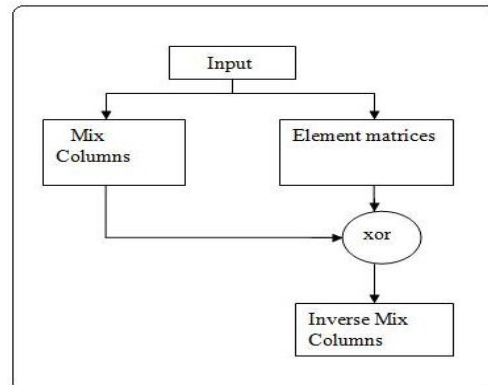 Input
Mix
Columns
Element matrices
xor
Inverse Mix
Columns